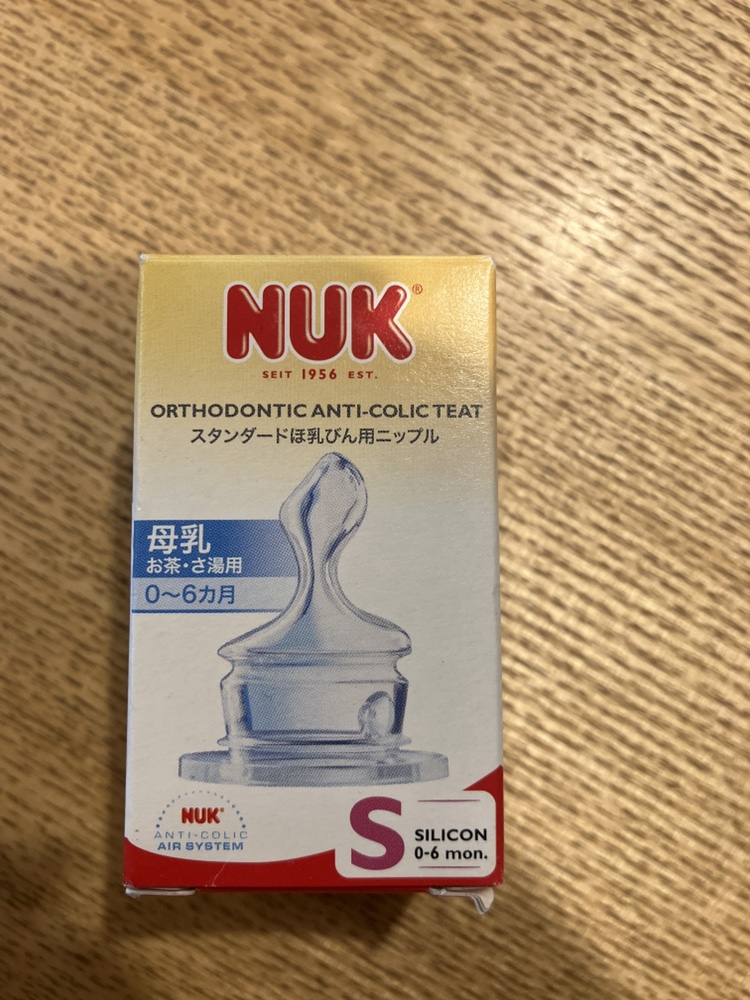 NUK®
SEIT 1956 EST.
ORTHODONTIC ANTI-COLIC TEAT
スタンダードほ乳びん用ニップル
母乳
お茶・さ湯用
0〜6カ月
NUK®
ANTI-COLIC
AIR SYSTEM
S
SILICON
0-6 mon.